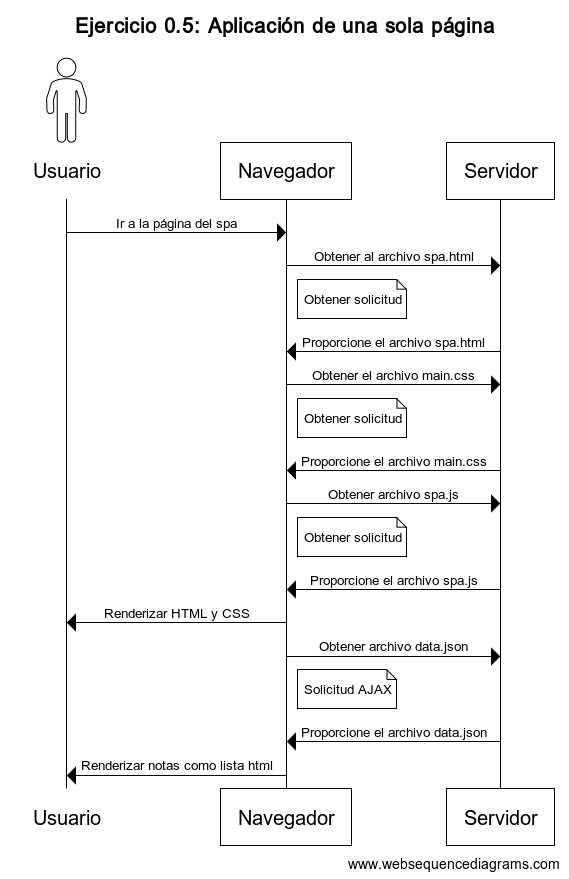 Ejercicio 0.5: Aplicación de una sola página
Usuario
Navegador
Servidor
Ir a la página del spa
Obtener al archivo spa.html
Obtener solicitud
Proporcione el archivo spa.html
Obtener el archivo main.css
Obtener solicitud
Proporcione el archivo main.css
Obtener archivo spa.js
Obtener solicitud
Proporcione el archivo spa.js
Renderizar HTML y CSS
Obtener archivo data.json
Solicitud AJAX
Proporcione el archivo data.json
Renderizar notas como lista html
Usuario
Navegador
Servidor
www.websequencediagrams.com